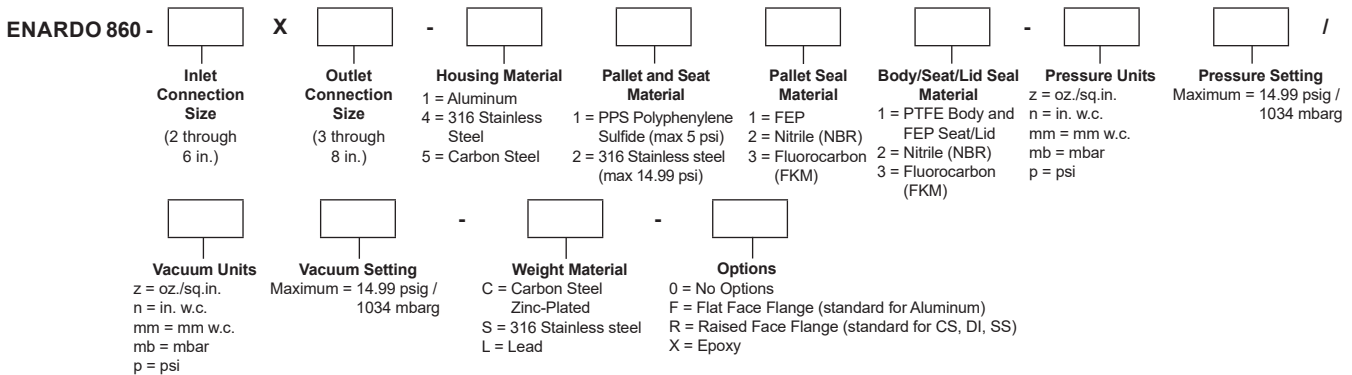 ENARDO 860 - X - - /
Inlet
Connection
Size
(2 through
6 in.)
Outlet
Connection
Size
(3 through
8 in.)
Housing Material
1 = Aluminum
4 = 316 Stainless
Steel
5 = Carbon Steel
Pallet and Seat
Material
1 = PPS Polyphenylene
Sulfide (max 5 psi)
2 = 316 Stainless steel
(max 14.99 psi)
Pallet Seal
Material
1 = FEP
2 = Nitrile (NBR)
3 = Fluorocarbon
(FKM)
Body/Seat/Lid Seal
Material
1 = PTFE Body and
FEP Seat/Lid
2 = Nitrile (NBR)
3 = Fluorocarbon
(FKM)
Pressure Units
z = oz./sq.in.
n = in. w.c.
mm = mm w.c.
mb = mbar
p = psi
Pressure Setting
Maximum = 14.99 psig /
1034 mbarg
- -
Vacuum Units
z = oz./sq.in.
n = in. w.c.
mm = mm w.c.
mb = mbar
p = psi
Vacuum Setting
Maximum = 14.99 psig /
1034 mbarg
Weight Material
C = Carbon Steel
Zinc-Plated
S = 316 Stainless steel
L = Lead
Options
0 = No Options
F = Flat Face Flange (standard for Aluminum)
R = Raised Face Flange (standard for CS, DI, SS)
X = Epoxy